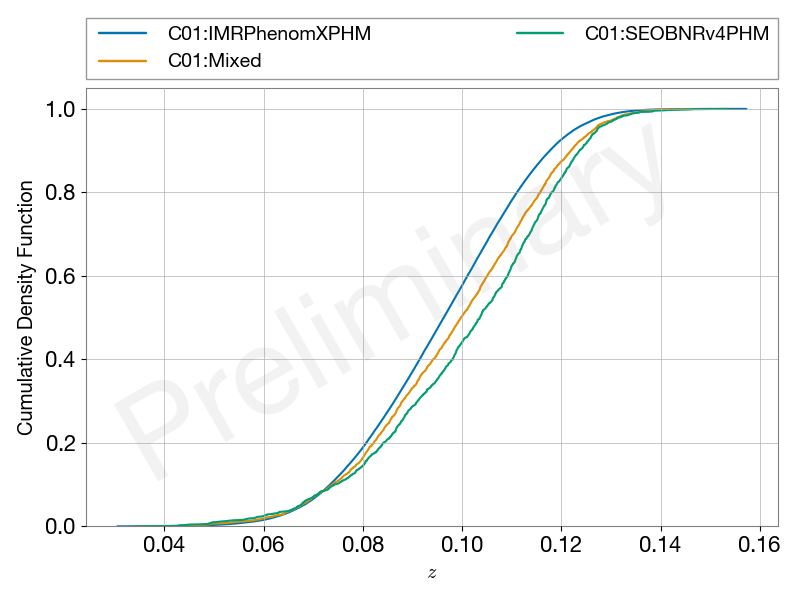 C01:IMRPhenomXPHM
C01:Mixed
C01:SEOBNRv4PHM
1.0
0.8
0.6
0.4
0.2
0.0
Cumulative Density Function
Preliminary
0.04 0.06 0.08 0.10 0.12 0.14 0.16
z